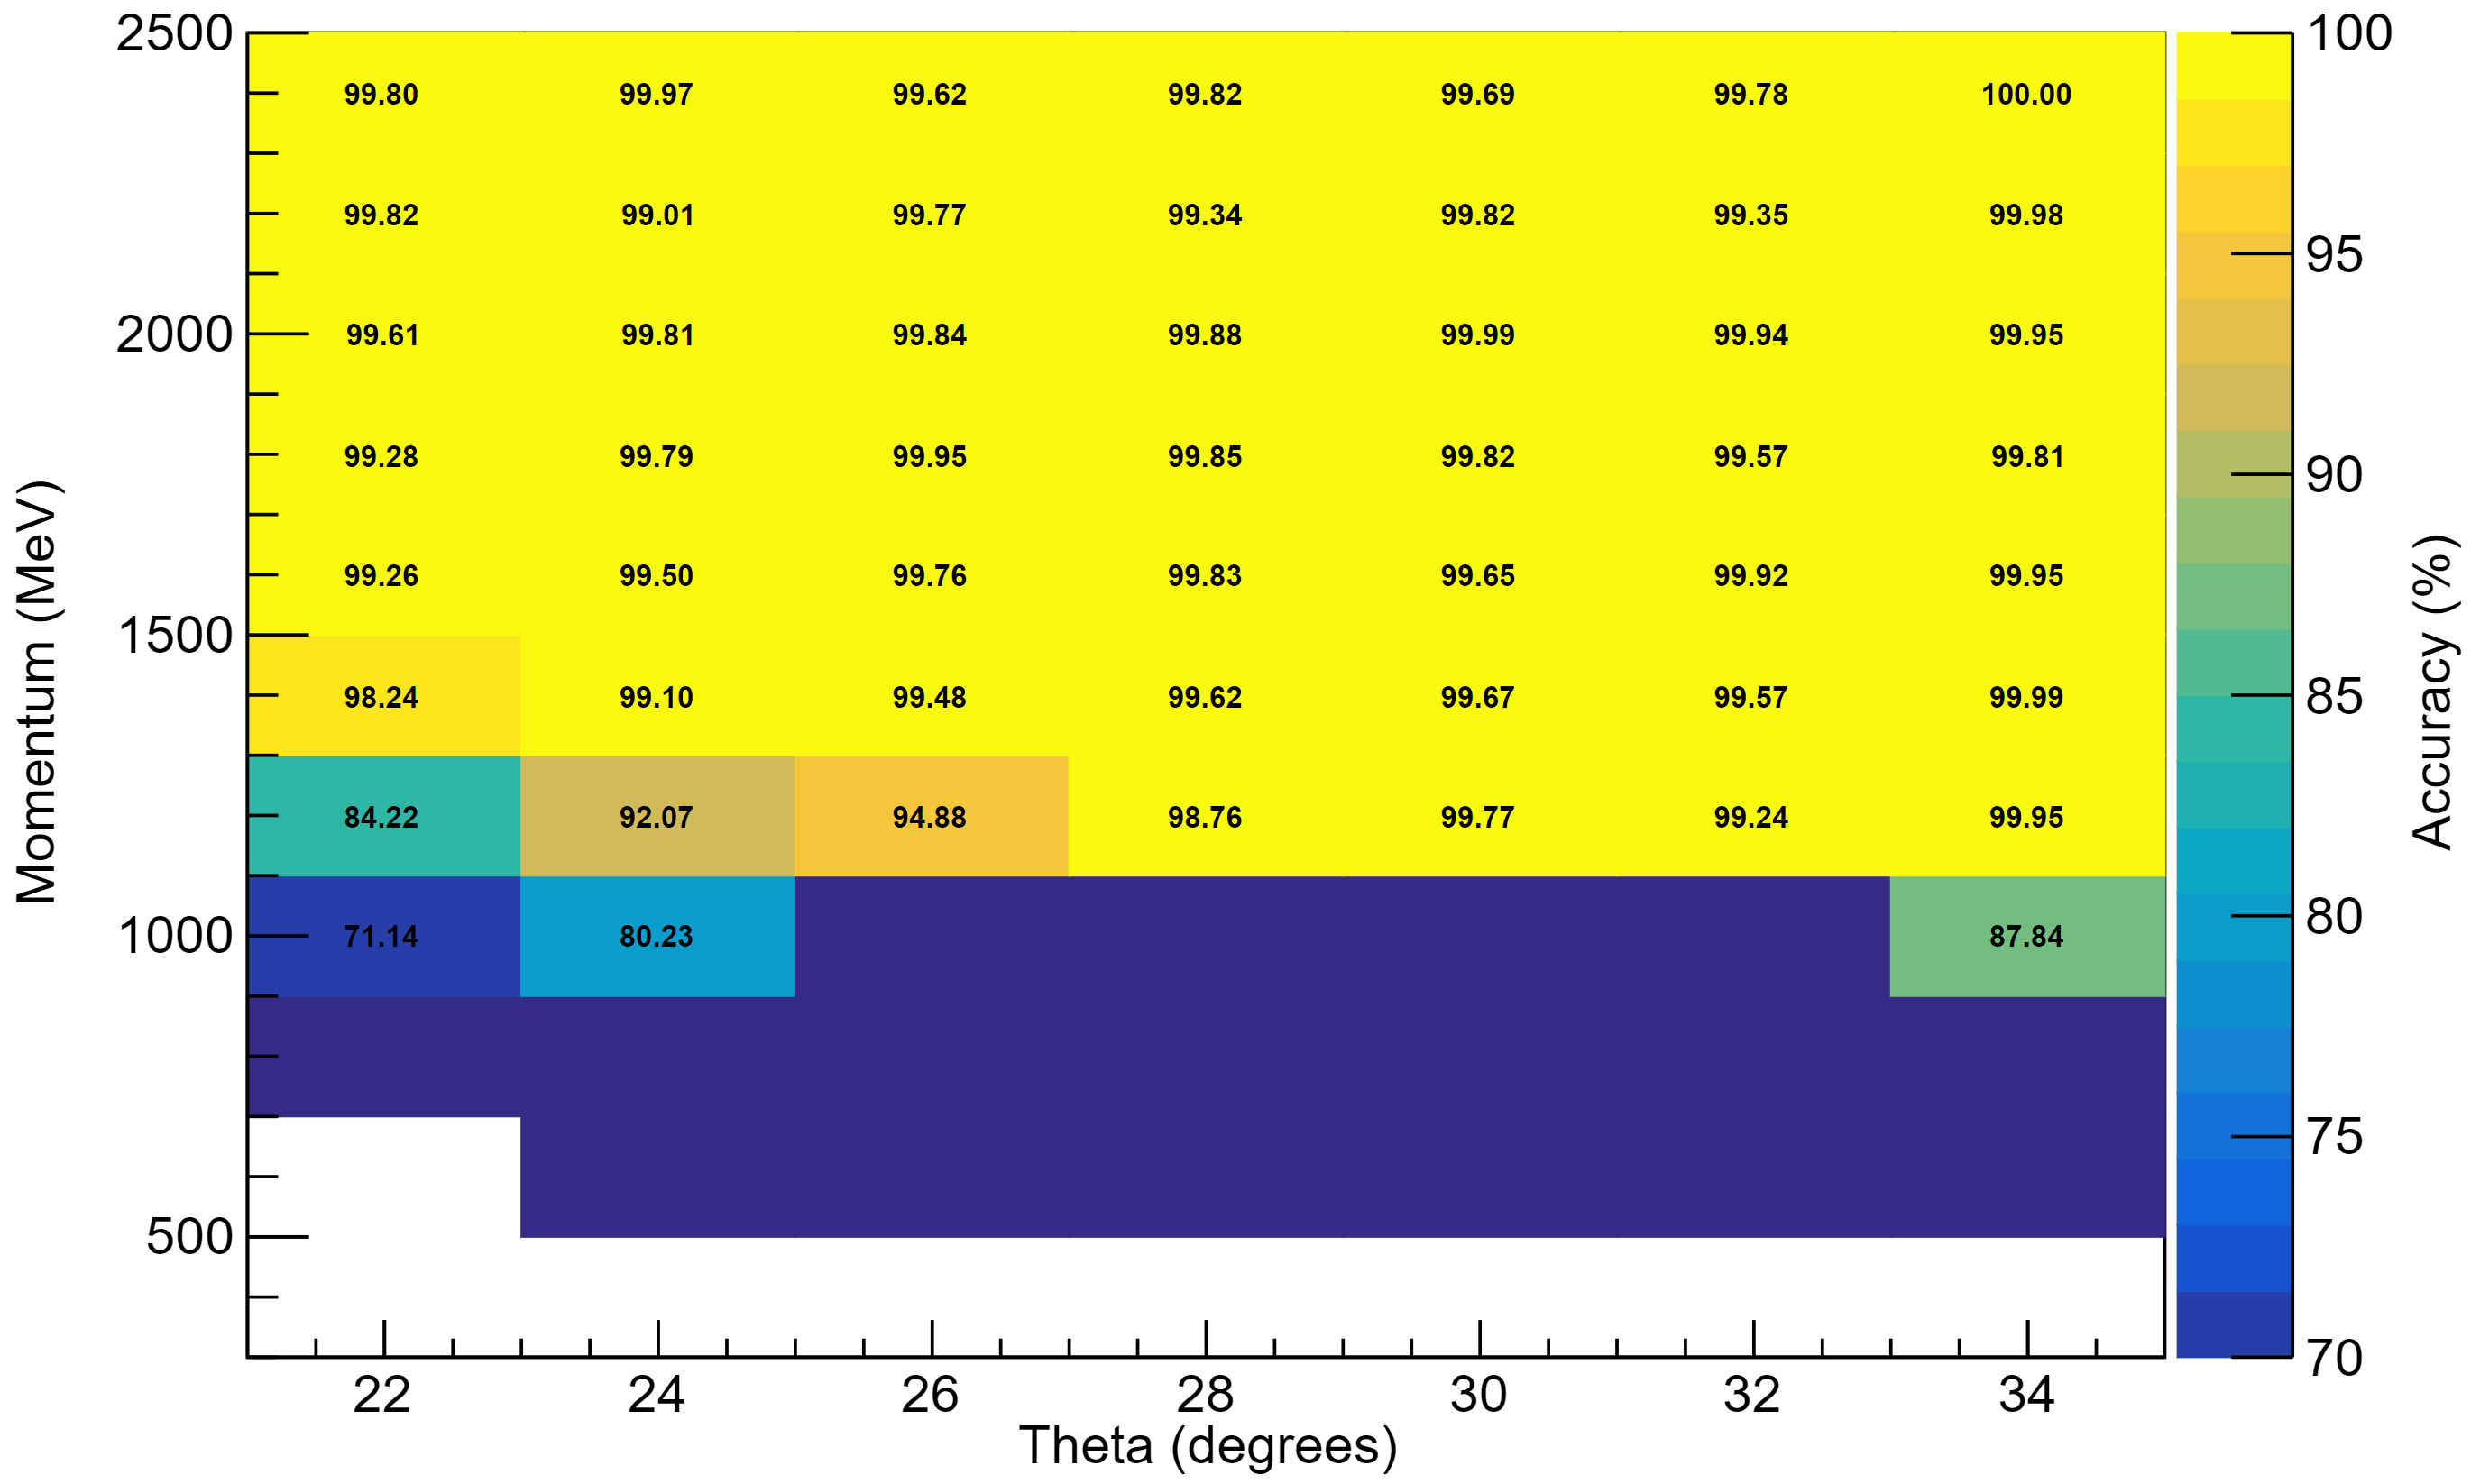 2500
99.80 99.97 99.62 99.82 99.69 99.78 100.00
99.82 99.01 99.77 99.34 99.82 99.35 99.98
2000
99.61 99.81 99.84 99.88 99.99 99.94 99.95
99.28 99.79 99.95 99.85 99.82 99.57 99.81
99.26 99.50 99.76 99.83 99.65 99.92 99.95
1500
98.24 99.10 99.48 99.62 99.67 99.57 99.99
84.22 92.07 94.88 98.76 99.77 99.24 99.95
1000
71.14 80.23 87.84
500
Momentum (MeV)
22 24 26 28 30 32 34
Theta (degrees)
100
95
90
85
80
75
70
Accuracy (%)